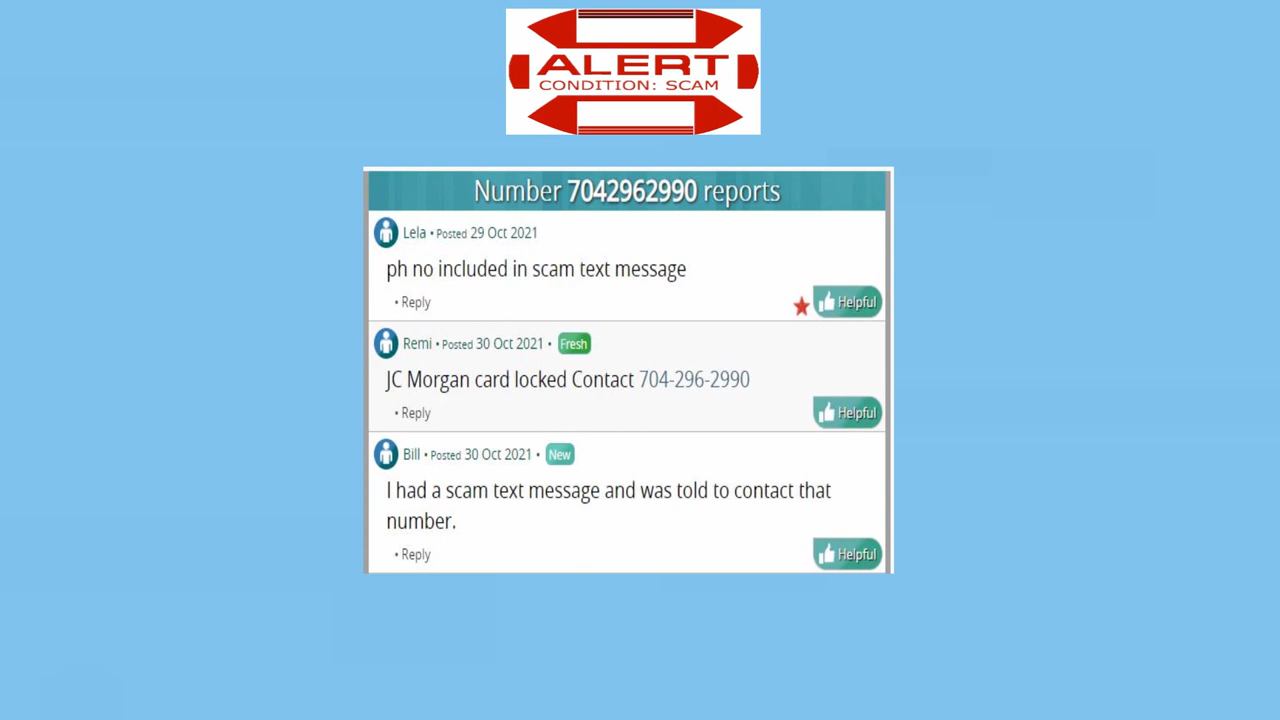 ALERT
CONDITION: SCAM
Number 7042962990 reports
Lela • Posted 29 Oct 2021
ph no included in scam text message
• Reply
Helpful
Remi • Posted 30 Oct 2021 • Fresh
JC Morgan card locked Contact 704-296-2990
• Reply
Helpful
Bill • Posted 30 Oct 2021 • New
I had a scam text message and was told to contact that
number.
• Reply
Helpful